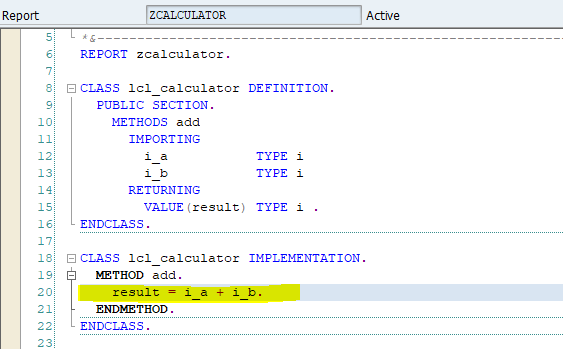 Report ZCALCULATOR Active
5 *&---------------------------------------------------------------------
6 REPORT zcalculator.
7
8 CLASS lcl_calculator DEFINITION.
9 PUBLIC SECTION.
10 METHODS add
11 IMPORTING
12 i_a TYPE i
13 i_b TYPE i
14 RETURNING
15 VALUE(result) TYPE i .
16 ENDCLASS.
17
18 CLASS lcl_calculator IMPLEMENTATION.
19 METHOD add.
20 result = i_a + i_b.
21 ENDMETHOD.
22 ENDCLASS.
23